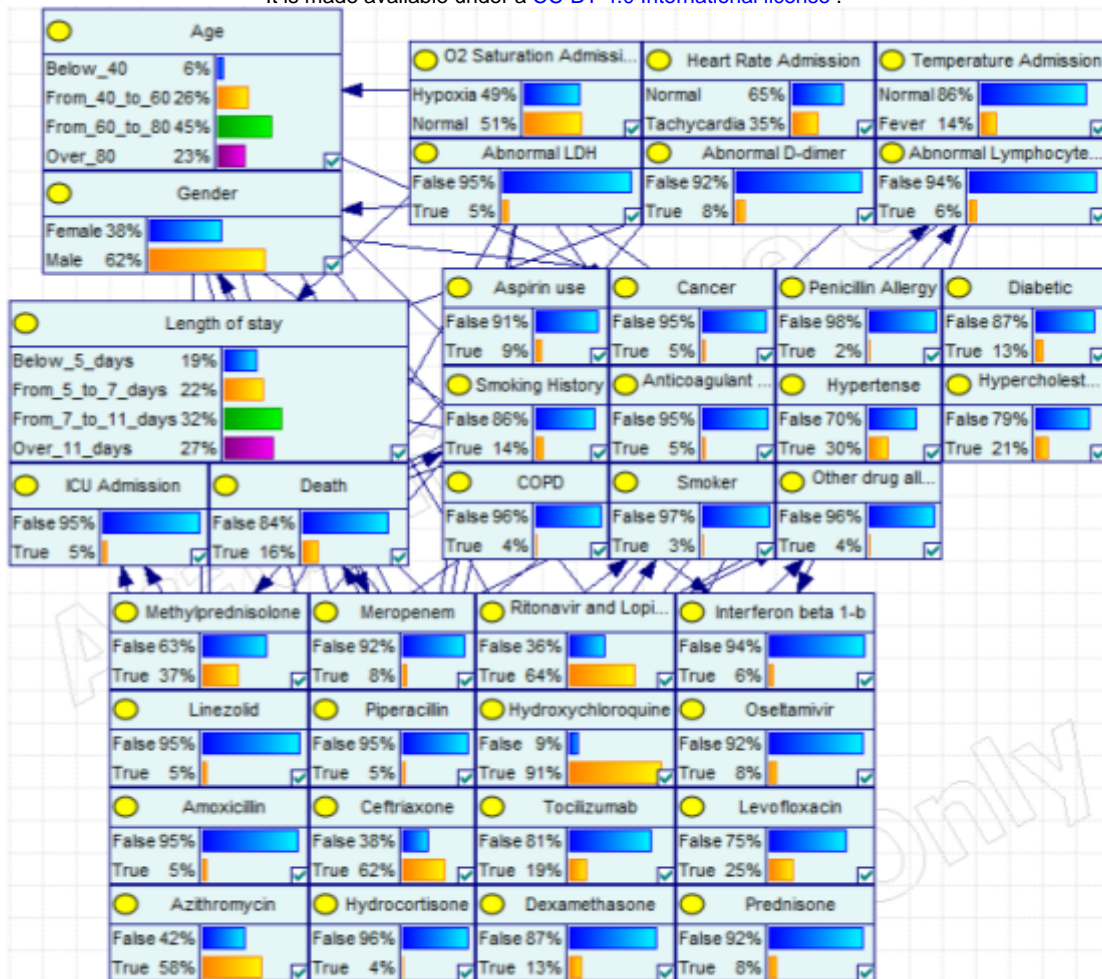 It is made available under a CC-BY 4.0 International license .
Age
Below_40 6%
From_40_to_60 26%
From_60_to_80 45%
Over_80 23%
Gender
Female 38%
Male 62%
O2 Saturation Admissi...
Hypoxia 49%
Normal 51%
Heart Rate Admission
Normal 65%
Tachycardia 35%
Temperature Admission
Normal 86%
Fever 14%
Abnormal LDH
False 95%
True 5%
Abnormal D-dimer
False 92%
True 8%
Abnormal Lymphocyte...
False 94%
True 6%
Length of stay
Below_5_days 19%
From_5_to_7_days 22%
From_7_to_11_days 32%
Over_11_days 27%
ICU Admission
False 95%
True 5%
Death
False 84%
True 16%
Aspirin use
False 91%
True 9%
Cancer
False 95%
True 5%
Penicillin Allergy
False 98%
True 2%
Diabetic
False 87%
True 13%
Smoking History
False 86%
True 14%
Anticoagulant ...
False 95%
True 5%
Hypertense
False 70%
True 30%
Hypercholest...
False 79%
True 21%
COPD
False 96%
True 4%
Smoker
False 97%
True 3%
Other drug all...
False 96%
True 4%
Methylprednisolone
False 63%
True 37%
Meropenem
False 92%
True 8%
Ritonavir and Lopi...
False 36%
True 64%
Interferon beta 1-b
False 94%
True 6%
Linezolid
False 95%
True 5%
Piperacillin
False 95%
True 5%
Hydroxychloroquine
False 9%
True 91%
Oseltamivir
False 92%
True 8%
Amoxicillin
False 95%
True 5%
Ceftriaxone
False 38%
True 62%
Tocilizumab
False 81%
True 19%
Levofloxacin
False 75%
True 25%
Azithromycin
False 42%
True 58%
Hydrocortisone
False 96%
True 4%
Dexamethasone
False 87%
True 13%
Prednisone
False 92%
True 8%
Only